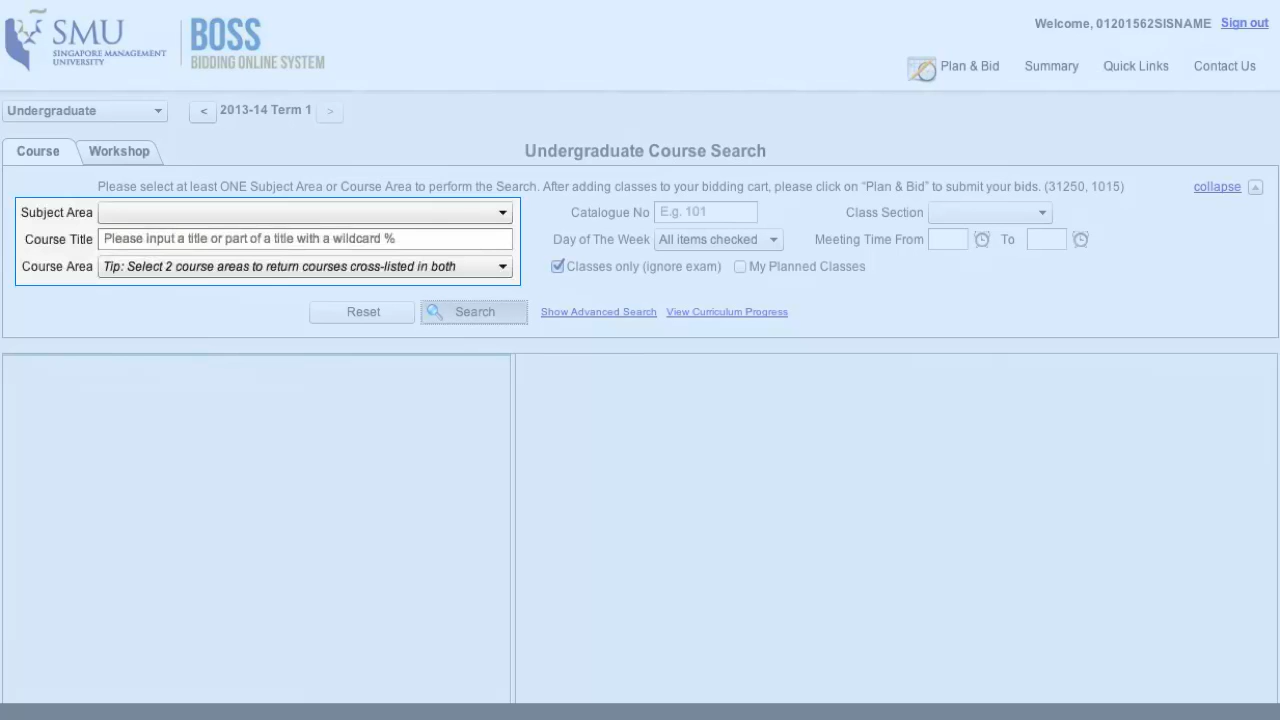 SMU
SINGAPORE MANAGEMENT
UNIVERSITY
BOSS
BIDDING ONLINE SYSTEM
Welcome, 01201562SISNAME Sign out
Plan & Bid Summary Quick Links Contact Us
Undergraduate < 2013-14 Term 1 >
Course Workshop Undergraduate Course Search
Please select at least ONE Subject Area or Course Area to perform the Search. After adding classes to your bidding cart, please click on "Plan & Bid" to submit your bids. (31250, 1015) collapse
Subject Area Catalogue No E.g. 101 Class Section
Course Title Please input a title or part of a title with a wildcard % Day of The Week All items checked Meeting Time From To
Course Area Tip: Select 2 course areas to return courses cross-listed in both Classes only (ignore exam) My Planned Classes
Reset Search Show Advanced Search View Curriculum Progress